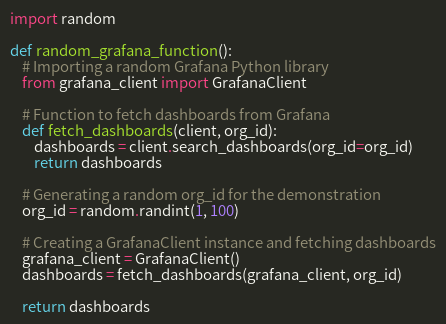 import random
def random_grafana_function():
# Importing a random Grafana Python library
from grafana_client import GrafanaClient
# Function to fetch dashboards from Grafana
def fetch_dashboards(client, org_id):
dashboards = client.search_dashboards(org_id=org_id)
return dashboards
# Generating a random org_id for the demonstration
org_id = random.randint(1, 100)
# Creating a GrafanaClient instance and fetching dashboards
grafana_client = GrafanaClient()
dashboards = fetch_dashboards(grafana_client, org_id)
return dashboards